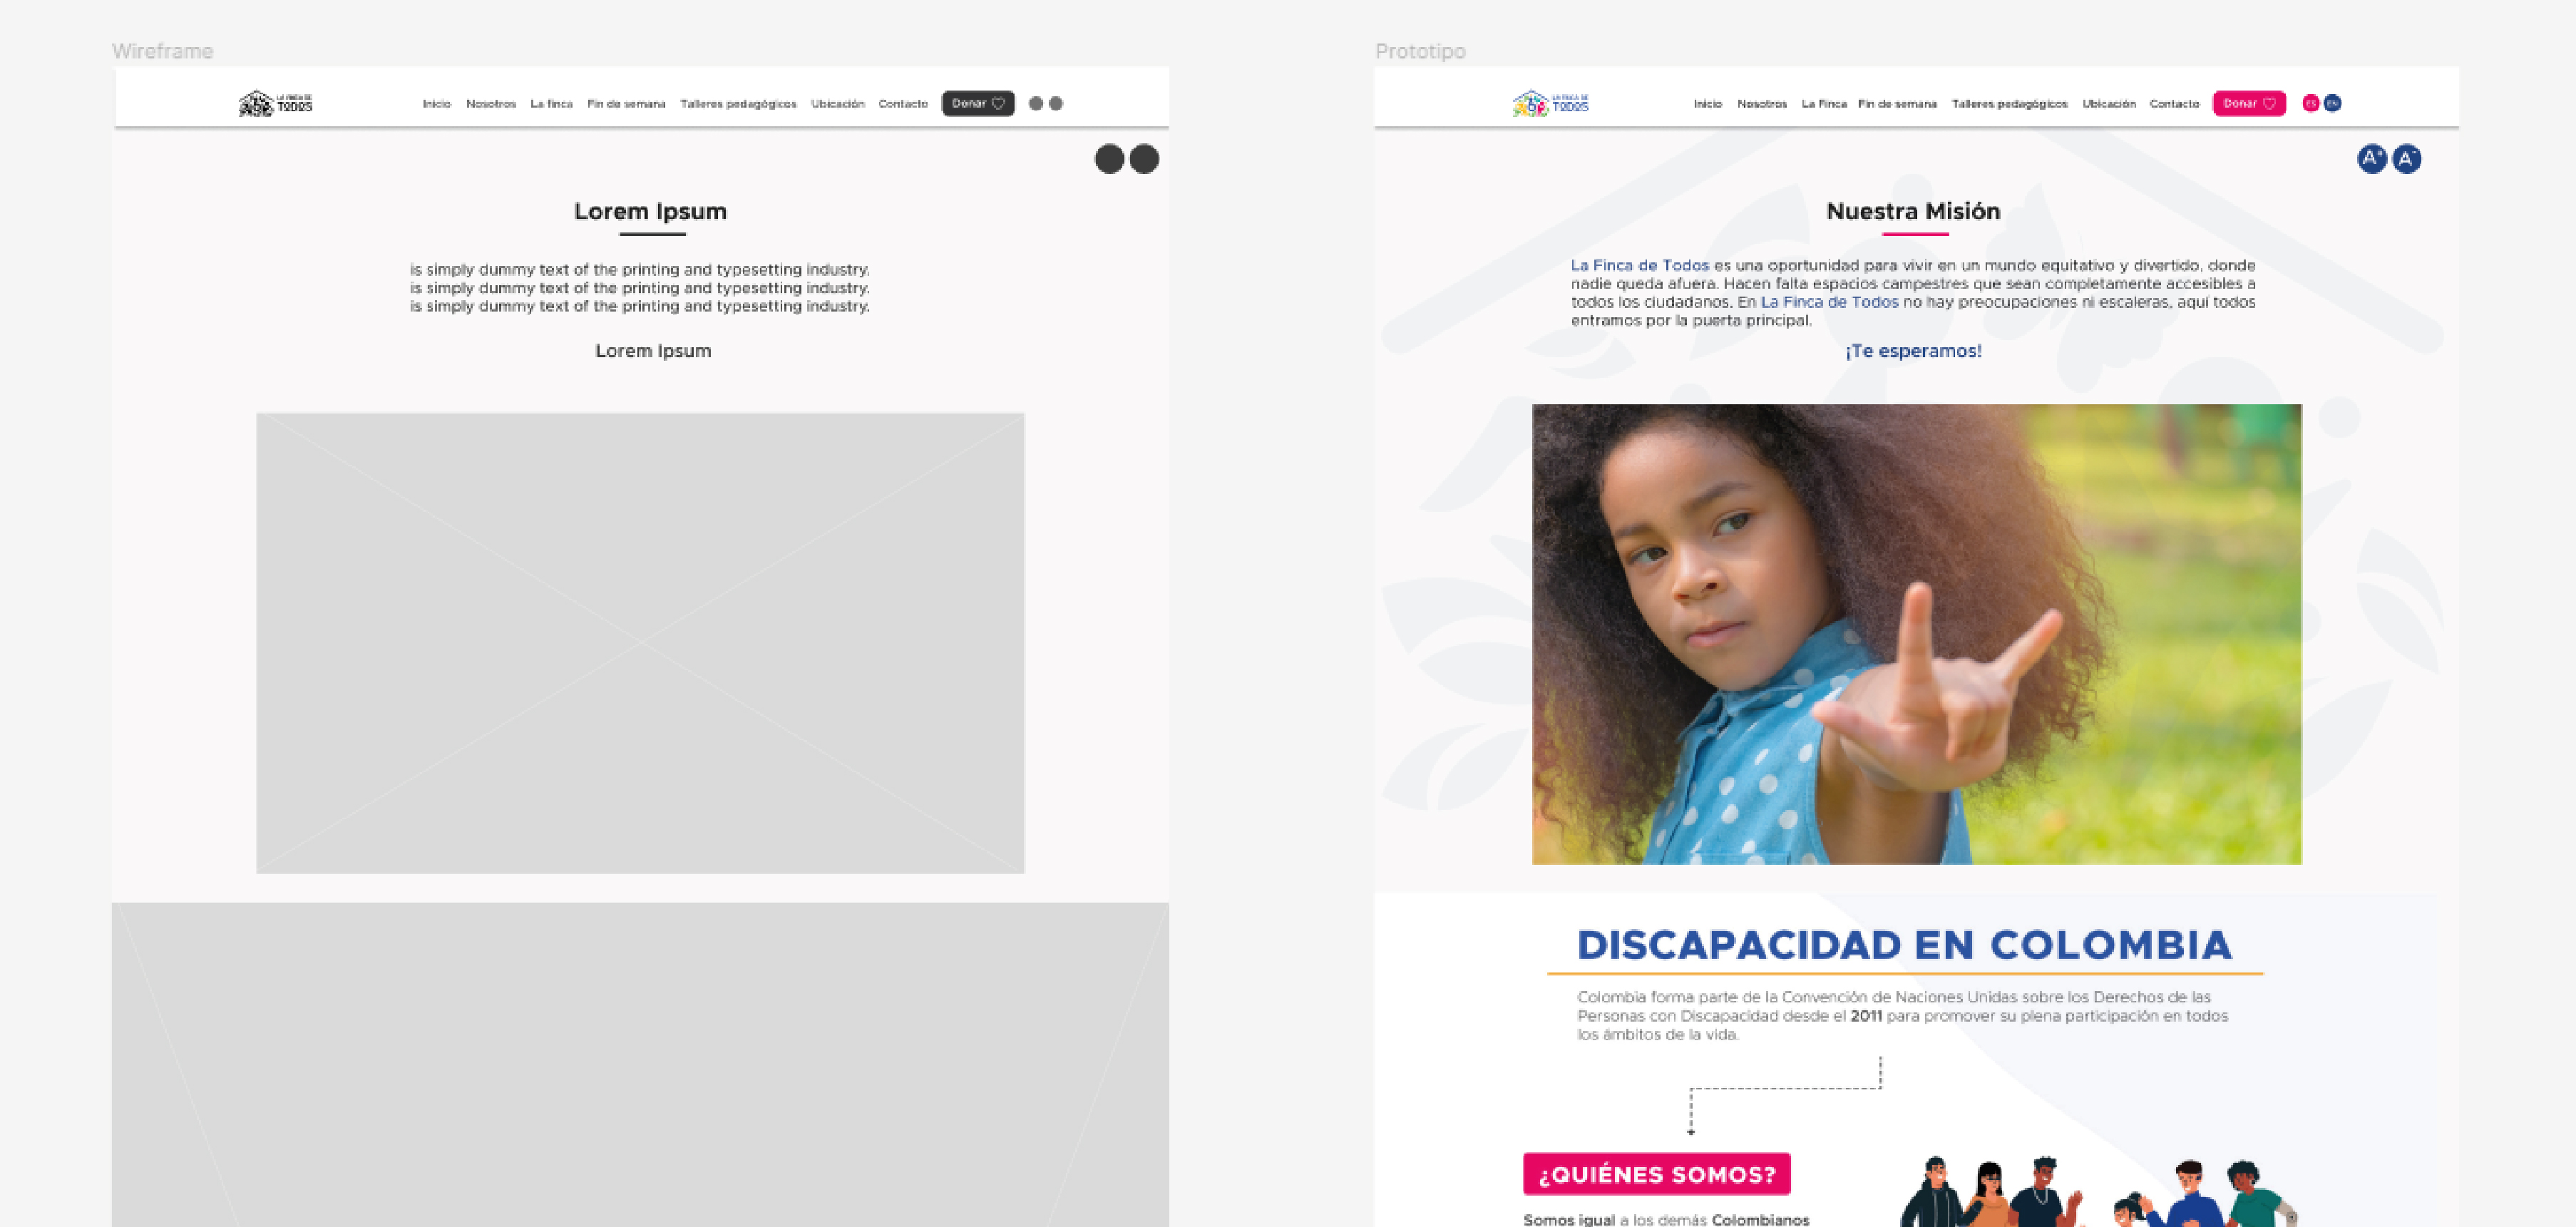 Wireframe
LA FINCA DE
TODOS
Inicio Nosotros La finca Fin de semana Talleres pedagógicos Ubicación Contacto Donar
Lorem Ipsum
is simply dummy text of the printing and typesetting industry.
is simply dummy text of the printing and typesetting industry.
is simply dummy text of the printing and typesetting industry.
Lorem Ipsum
Prototipo
LA FINCA DE
TODOS
Inicio Nosotros La Finca Fin de semana Talleres pedagógicos Ubicación Contacto Donar ES EN
A+ A-
Nuestra Misión
La Finca de Todos es una oportunidad para vivir en un mundo equitativo y divertido, donde
nadie queda afuera. Hacen falta espacios campestres que sean completamente accesibles a
todos los ciudadanos. En La Finca de Todos no hay preocupaciones ni escaleras, aquí todos
entramos por la puerta principal.
¡Te esperamos!
DISCAPACIDAD EN COLOMBIA
Colombia forma parte de la Convención de Naciones Unidas sobre los Derechos de las
Personas con Discapacidad desde el 2011 para promover su plena participación en todos
los ámbitos de la vida.
¿QUIÉNES SOMOS?
Somos igual a los demás Colombianos